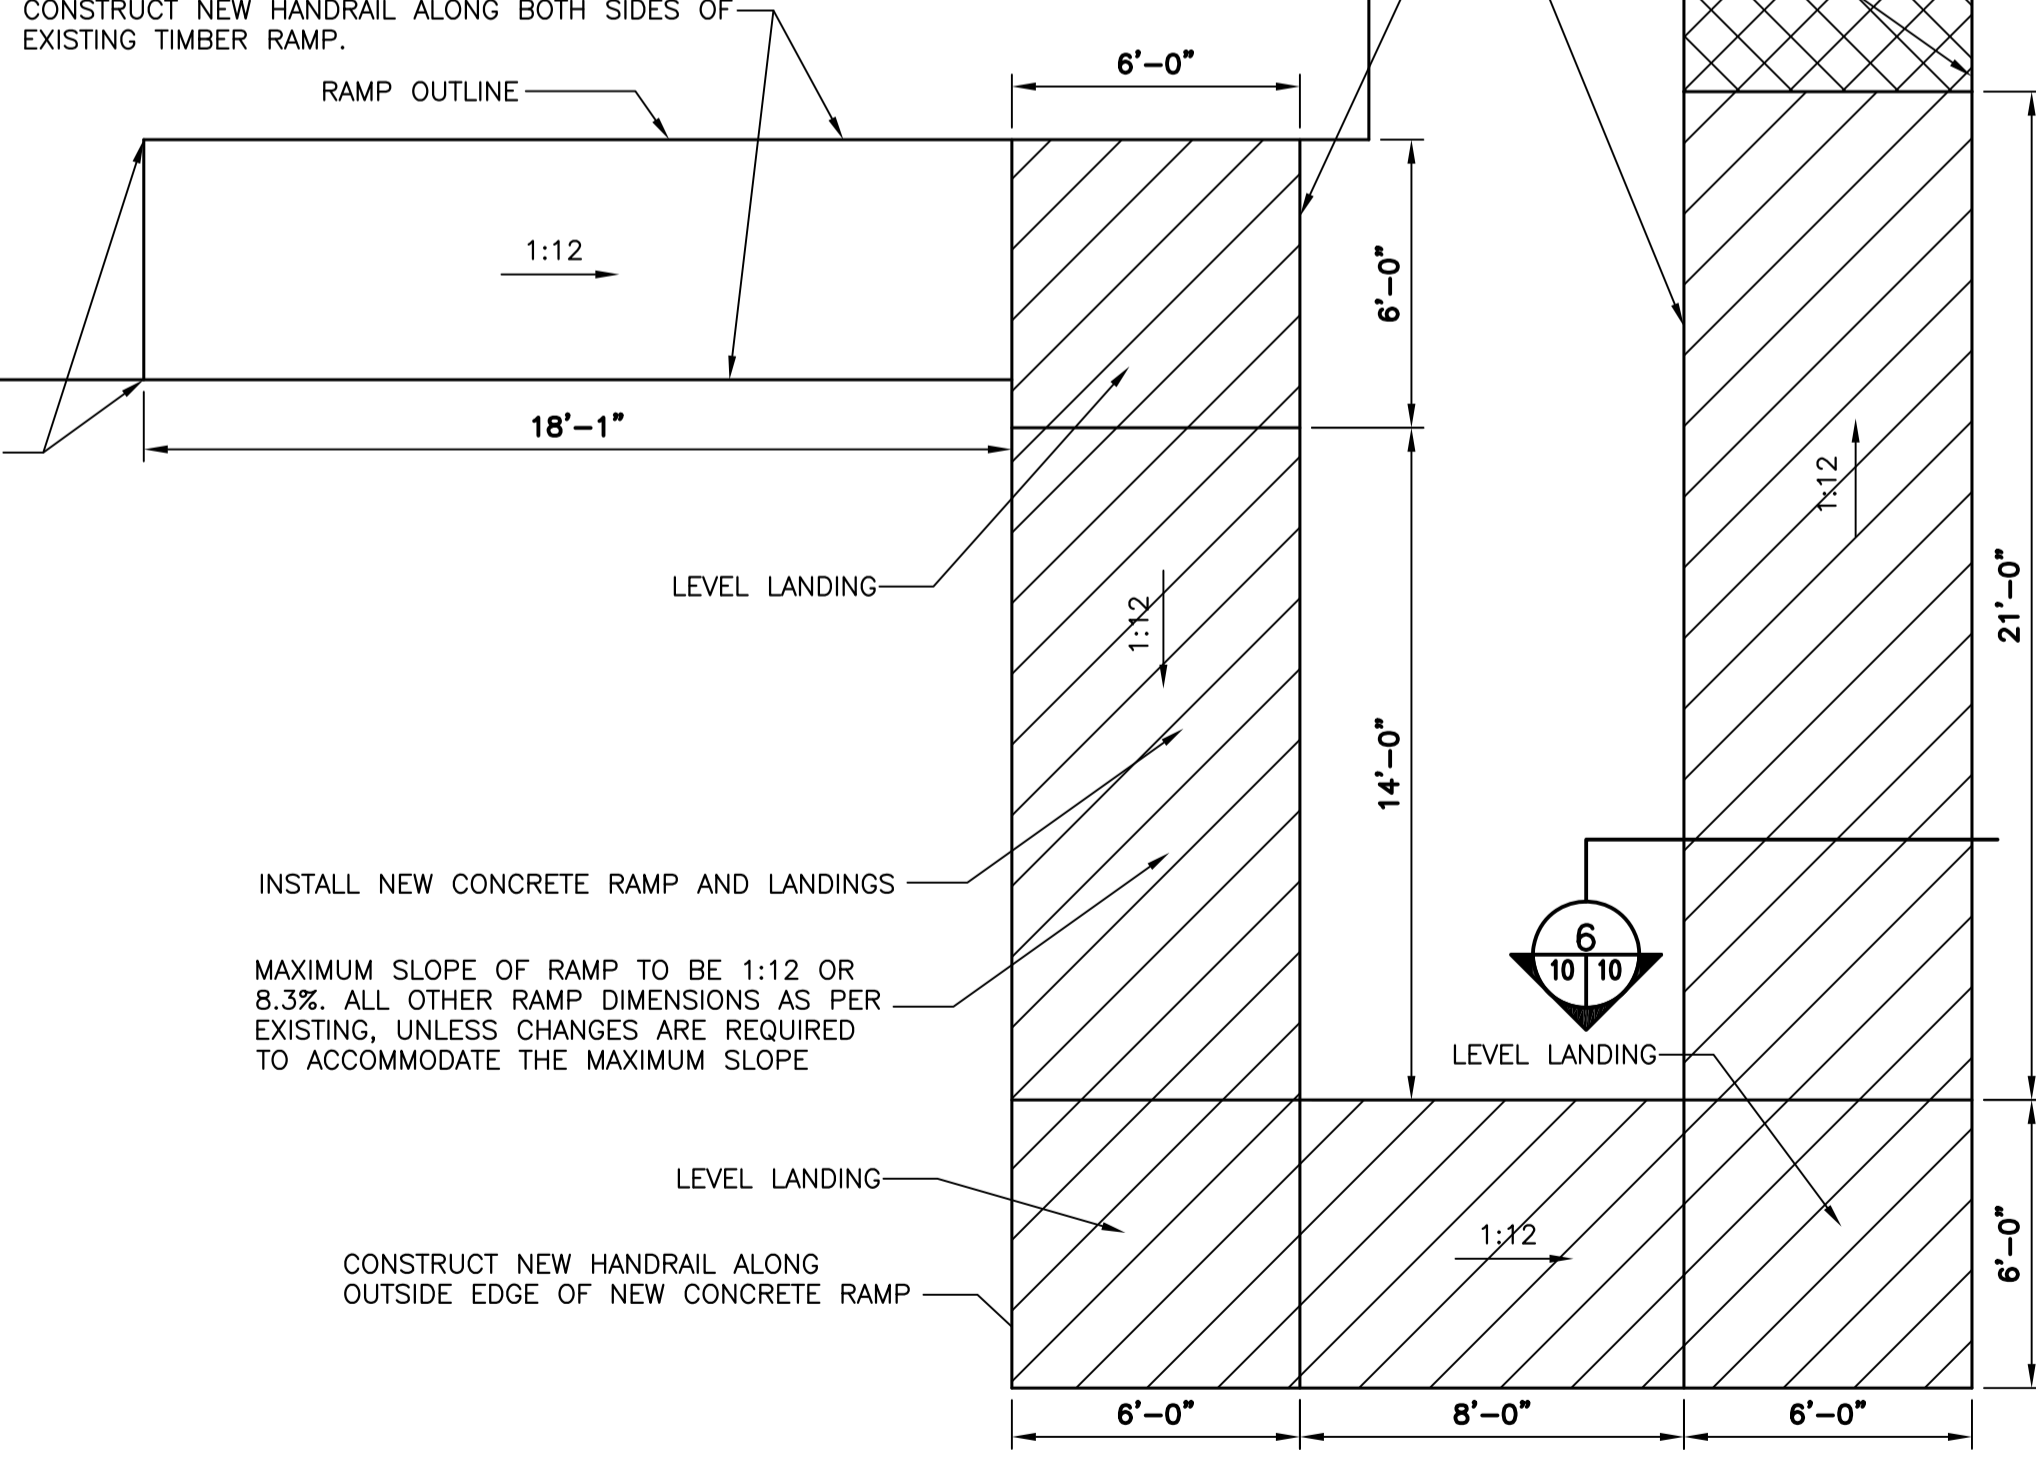 CONSTRUCT NEW HANDRAIL ALONG BOTH SIDES OF
EXISTING TIMBER RAMP.
6'-0"
RAMP OUTLINE
1:12
6'-0"
18'-1"
1:12
LEVEL LANDING
21'-0"
1:12
14'-0"
INSTALL NEW CONCRETE RAMP AND LANDINGS
6
10 10
MAXIMUM SLOPE OF RAMP TO BE 1:12 OR
8.3%. ALL OTHER RAMP DIMENSIONS AS PER
EXISTING, UNLESS CHANGES ARE REQUIRED
TO ACCOMMODATE THE MAXIMUM SLOPE
LEVEL LANDING
LEVEL LANDING
1:12
6'-0"
CONSTRUCT NEW HANDRAIL ALONG
OUTSIDE EDGE OF NEW CONCRETE RAMP
6'-0"
8'-0"
6'-0"